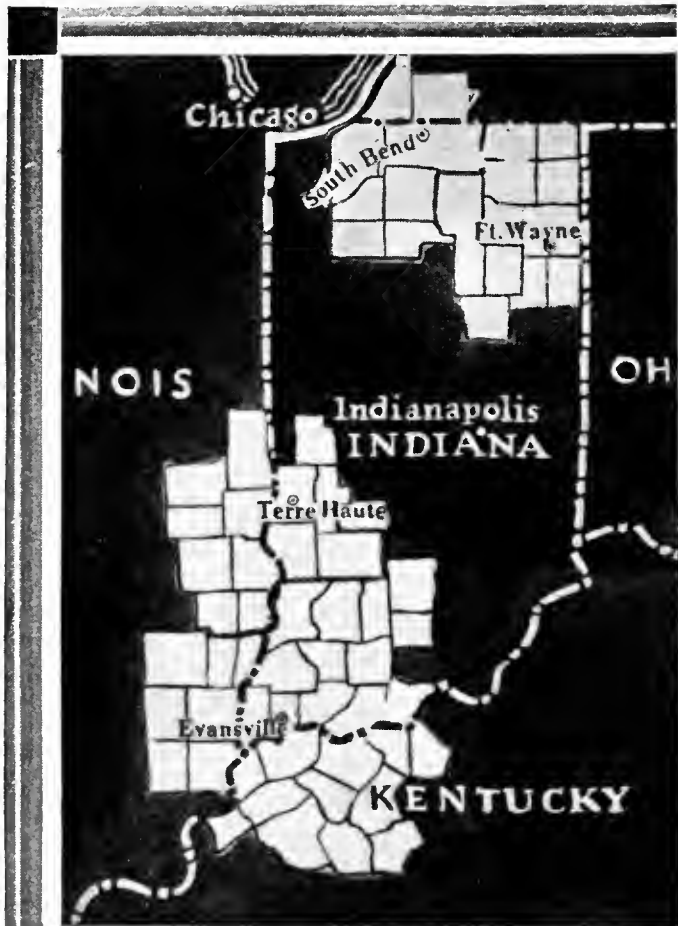 Chicago
South Bend
Ft. Wayne
NOIS
OH
Indianapolis
INDIANA
Terre Haute
Evansville
KENTUCKY